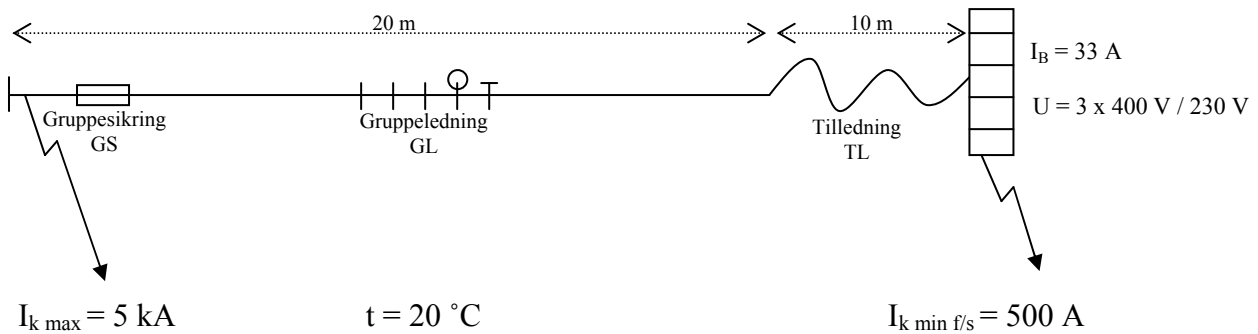 20 m
10 m
I_B = 33 A
U = 3 x 400 V / 230 V
Gruppesikring
GS
Gruppeledning
GL
Tilledning
TL
I_k max = 5 kA
t = 20 ˚C
I_k min f/s = 500 A